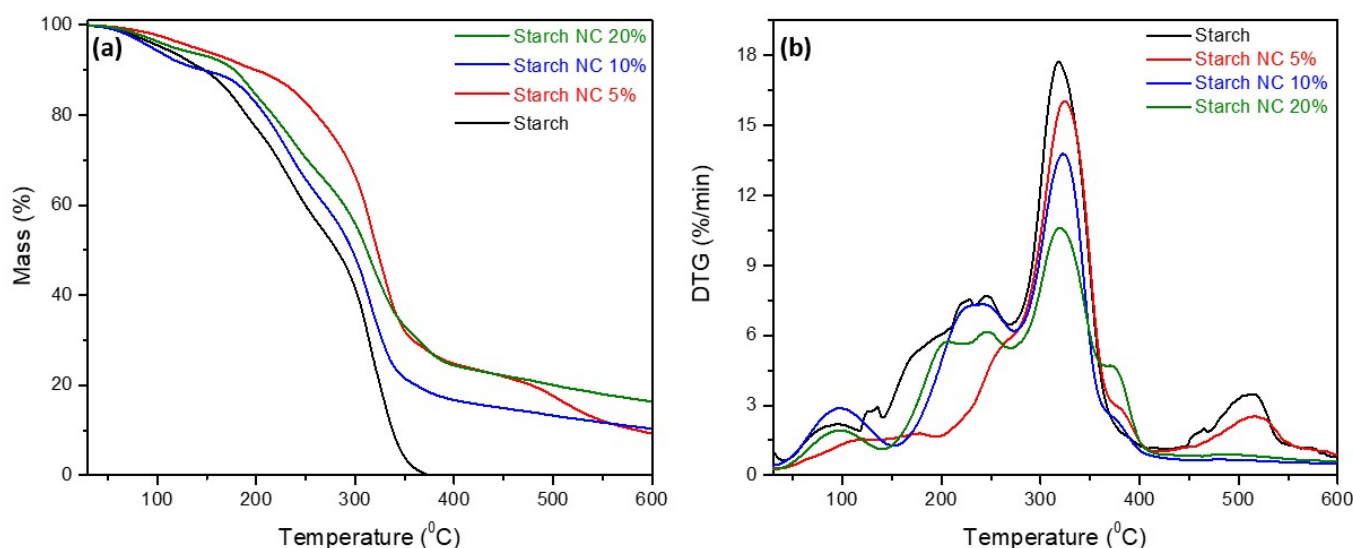 (a)
Starch NC 20%
Starch NC 10%
Starch NC 5%
Starch
100
80
60
40
20
0
Mass (%)
100 200 300 400 500 600
Temperature (⁰C)
(b)
Starch
Starch NC 5%
Starch NC 10%
Starch NC 20%
18
15
12
9
6
3
0
DTG (%/min)
100 200 300 400 500 600
Temperature (⁰C)